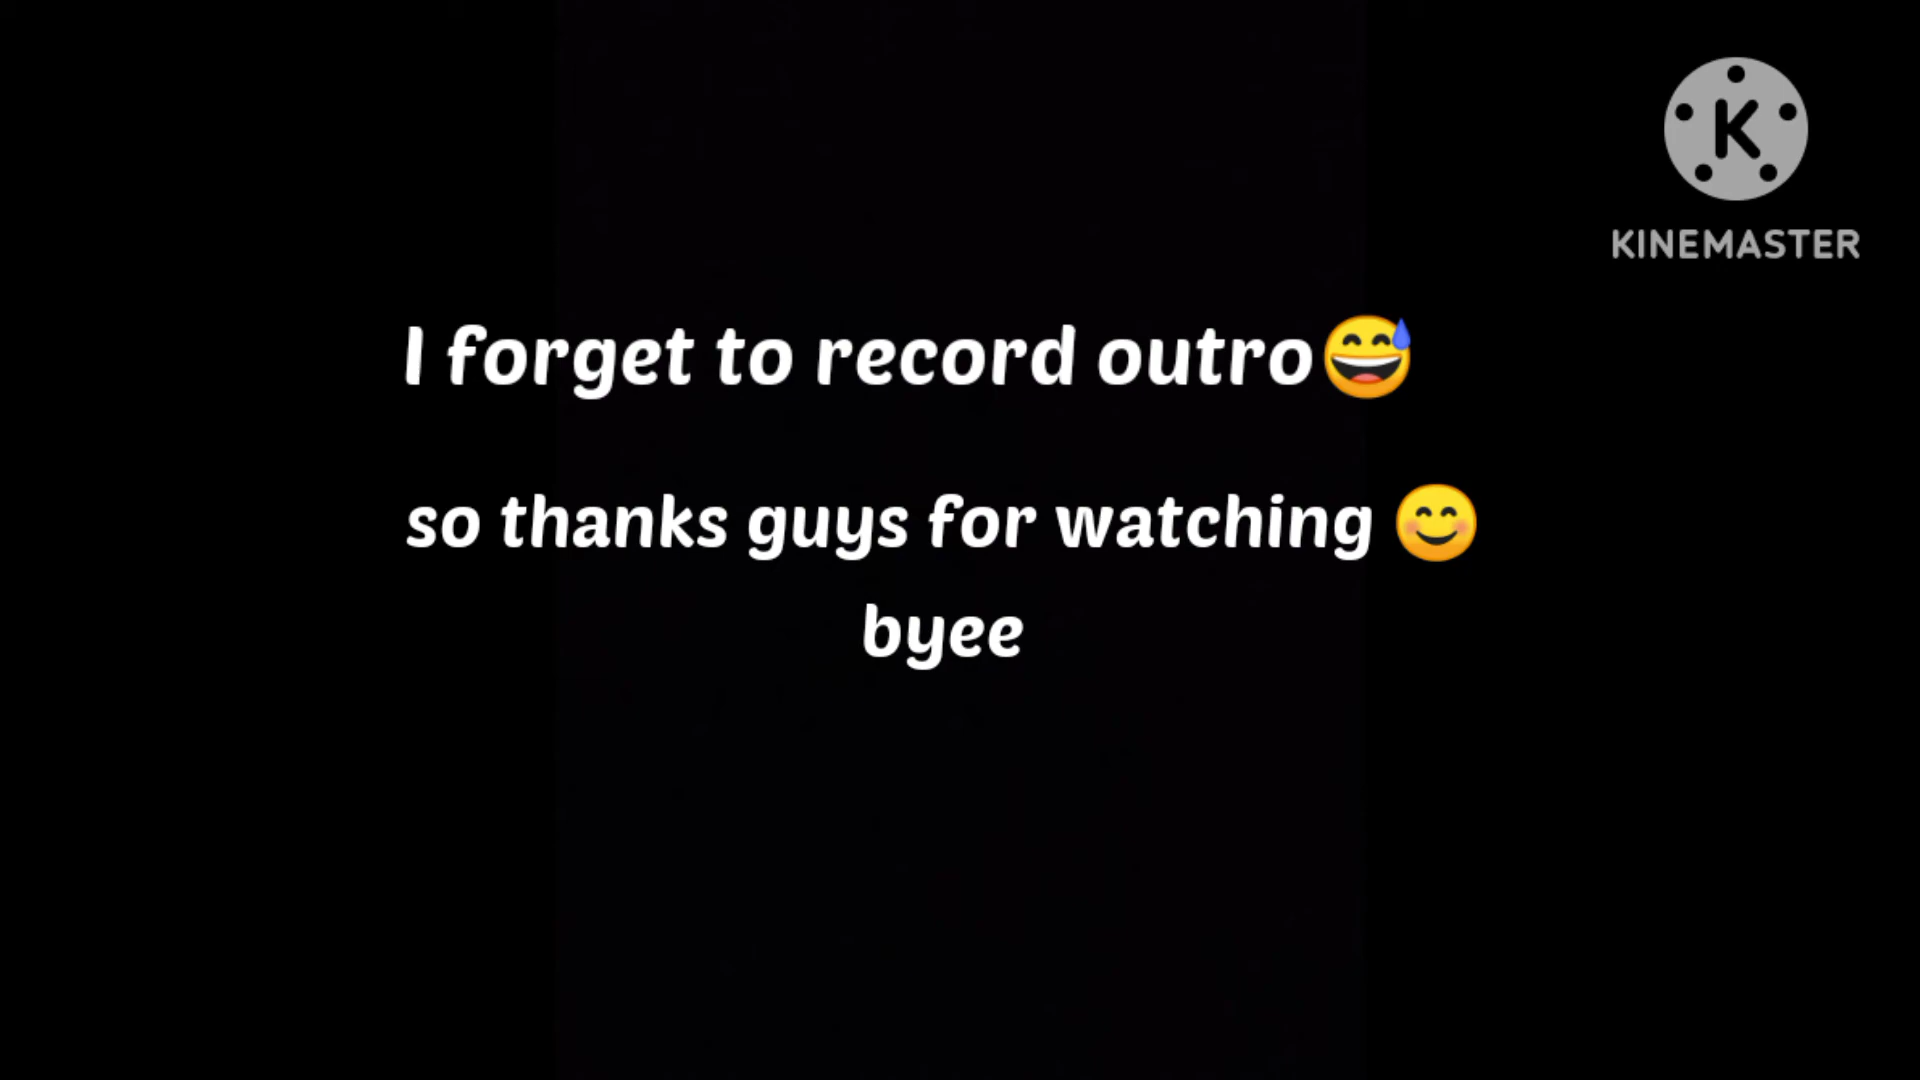 K
KINEMASTER
I forget to record outro😅
so thanks guys for watching 😊
byee